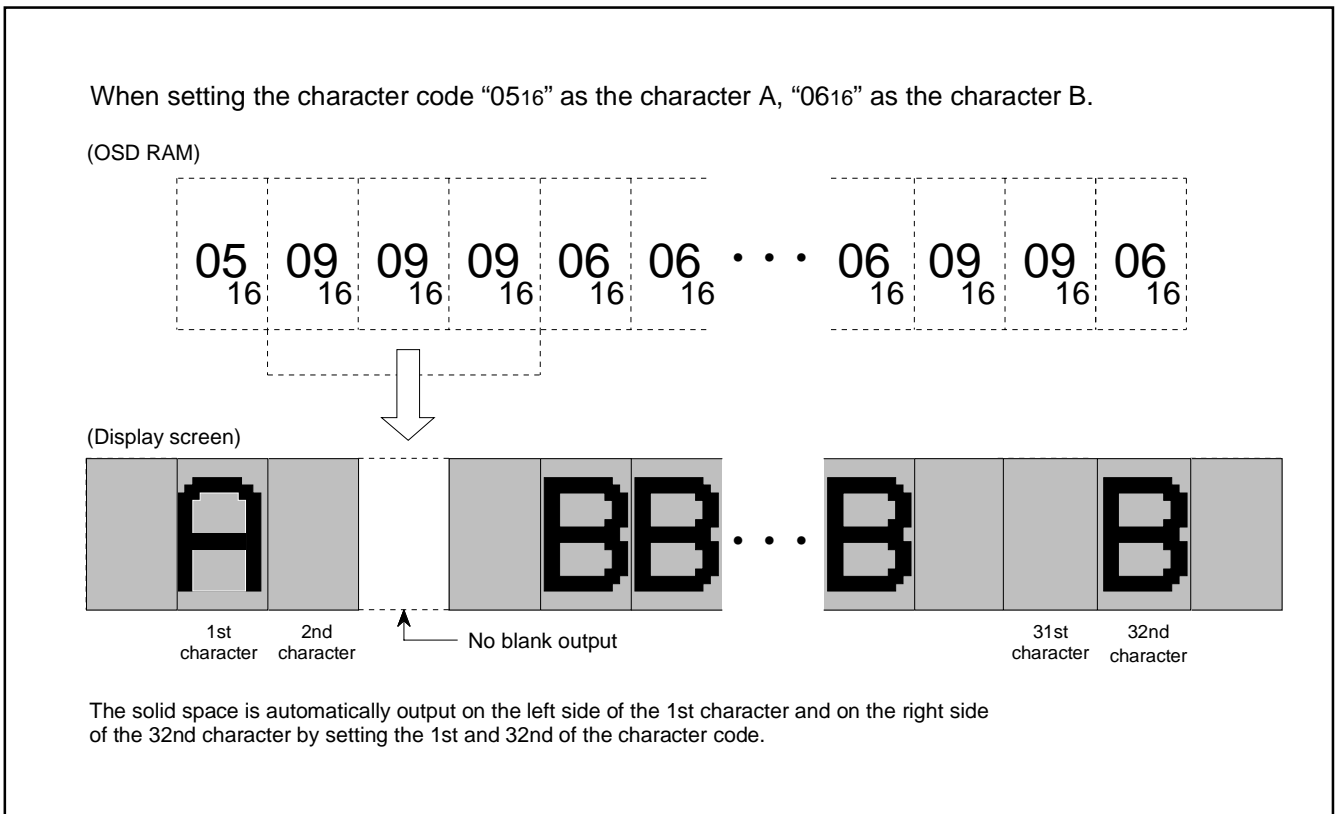 When setting the character code “0516” as the character A, “0616” as the character B.
(OSD RAM)
0516 0916 0916 0916 0616 0616 · · · 0616 0916 0916 0616
(Display screen)
A B B · · · B B
1st character 2nd character No blank output 31st character 32nd character
The solid space is automatically output on the left side of the 1st character and on the right side
of the 32nd character by setting the 1st and 32nd of the character code.